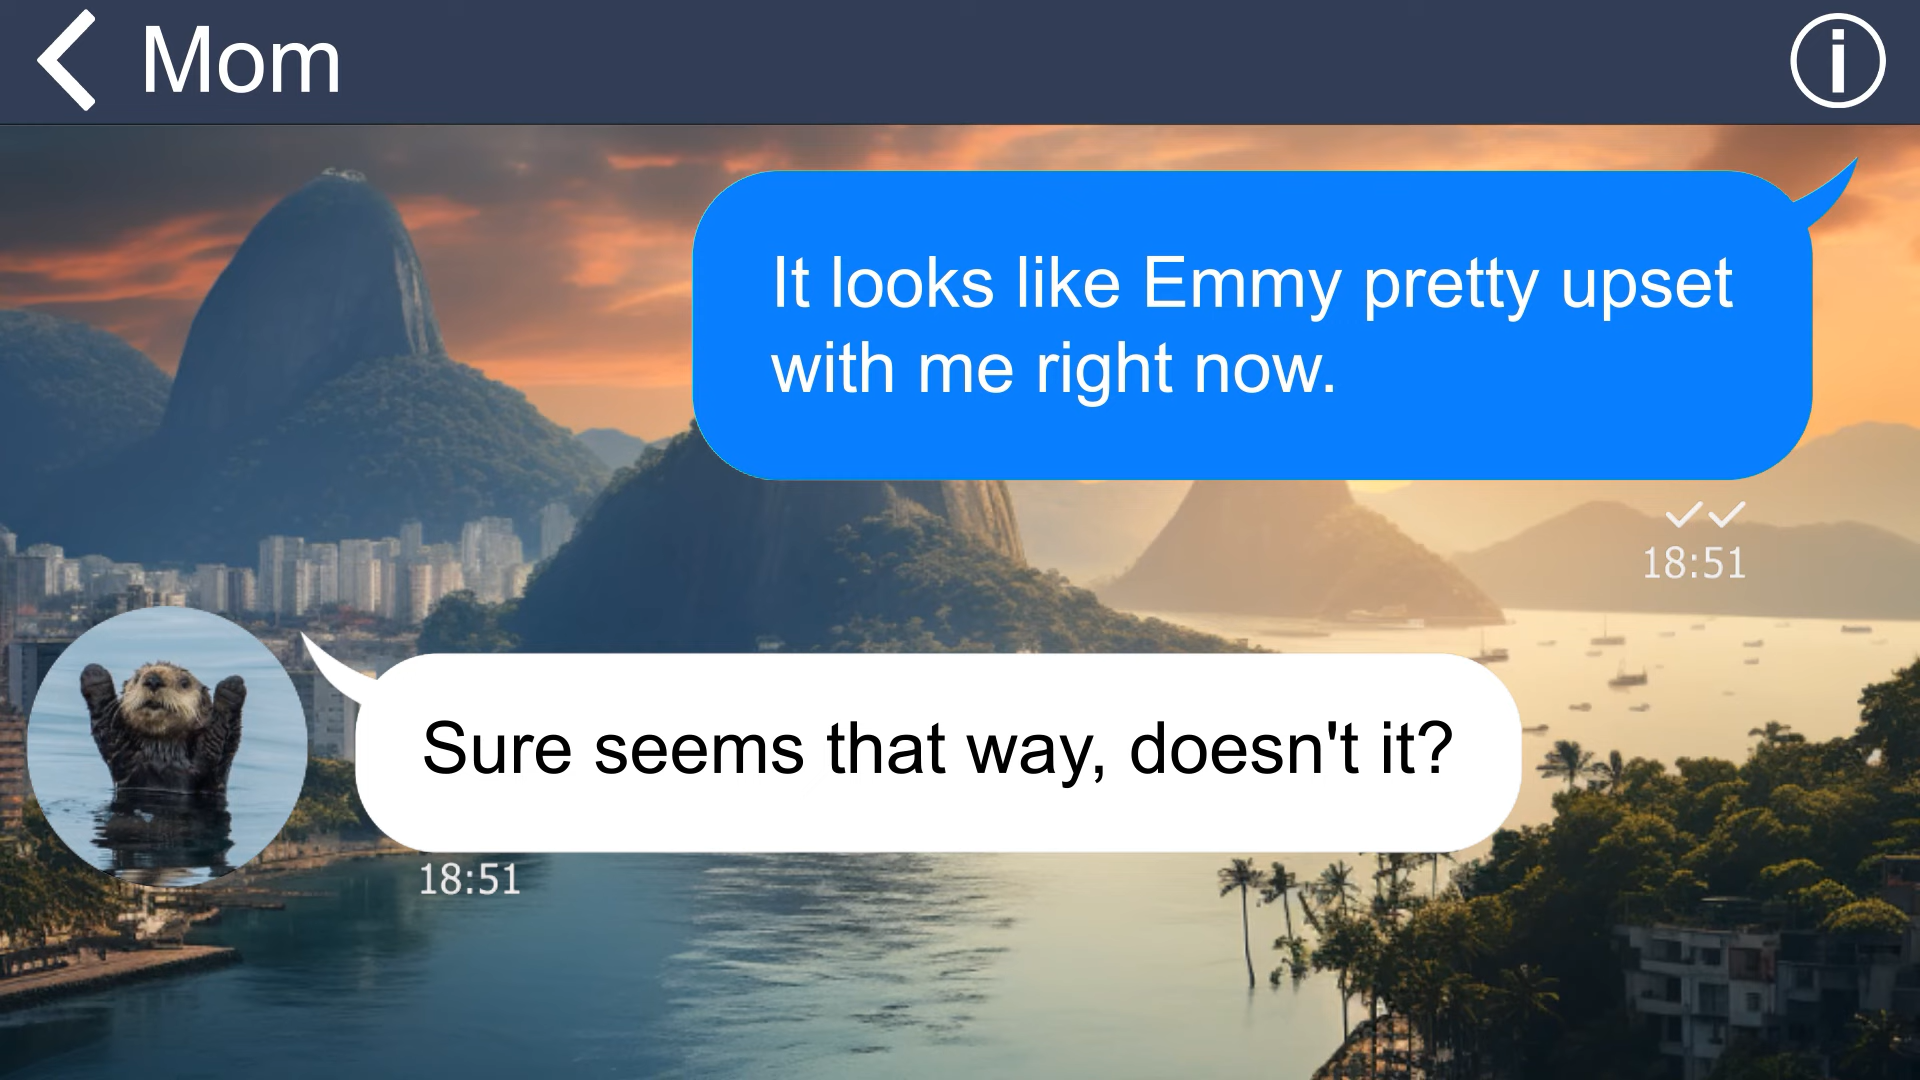 Mom
It looks like Emmy pretty upset
with me right now.
18:51
Sure seems that way, doesn't it?
18:51